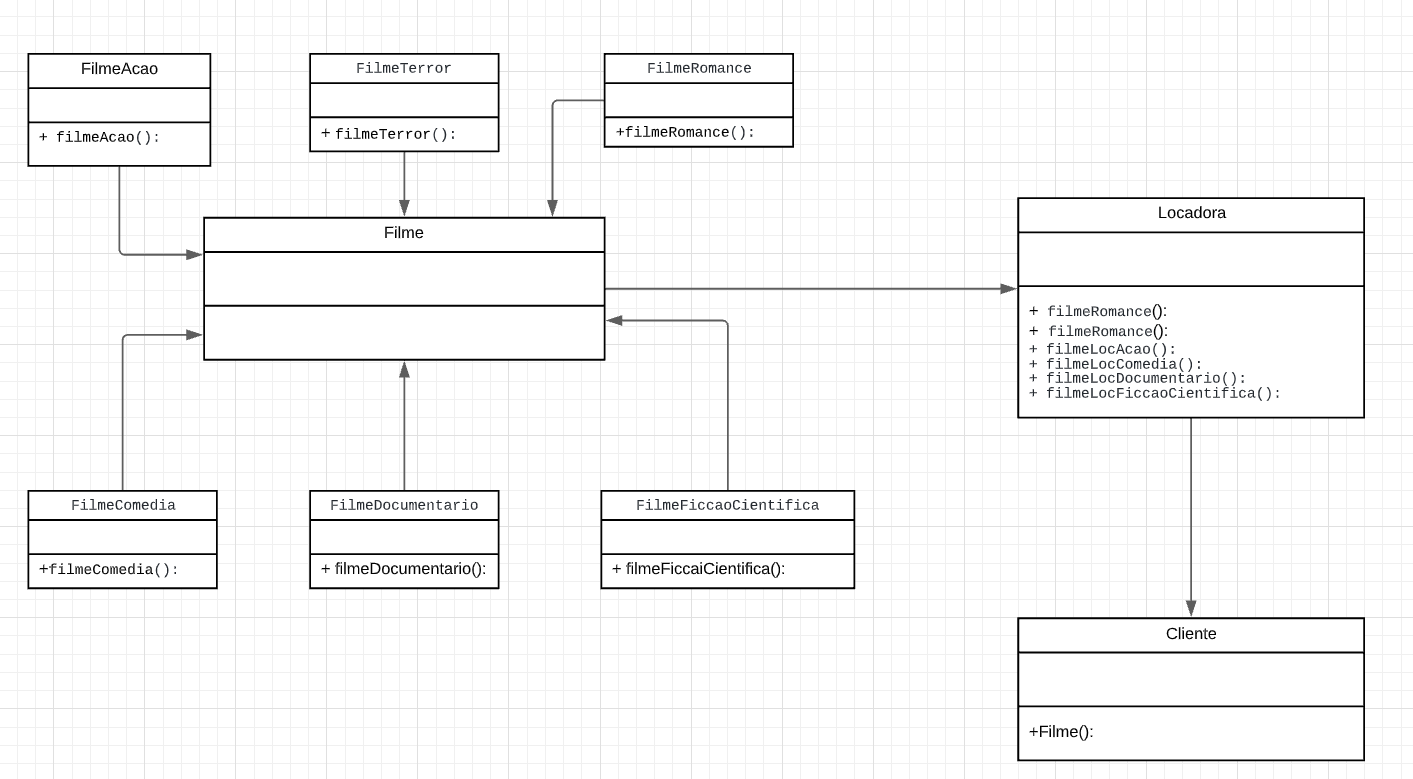 FilmeAcao
+ filmeAcao():
FilmeTerror
+ filmeTerror():
FilmeRomance
+filmeRomance():
Filme
Locadora
+ filmeRomance():
+ filmeRomance():
+ filmeLocAcao():
+ filmeLocComedia():
+ filmeLocDocumentario():
+ filmeLocFiccaoCientifica():
FilmeComedia
+filmeComedia():
FilmeDocumentario
+ filmeDocumentario():
FilmeFiccaoCientifica
+ filmeFiccaiCientifica():
Cliente
+Filme():